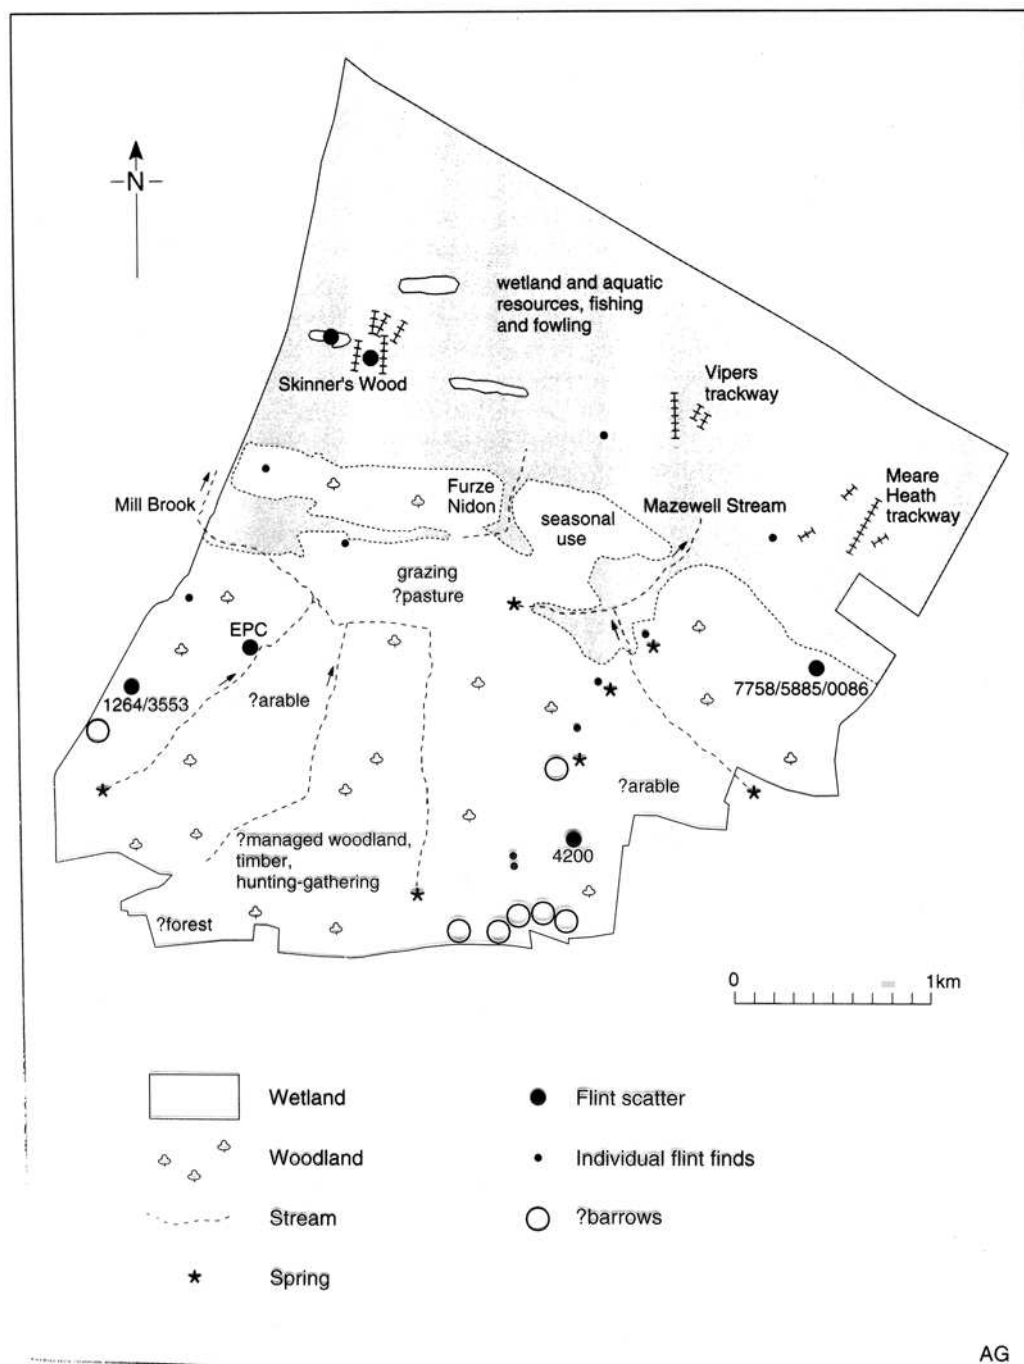 N
wetland and aquatic
resources, fishing
and fowling
Skinner's Wood
Vipers
trackway
Meare
Heath
trackway
Mill Brook
Furze
Nidon
seasonal
use
Mazewell Stream
grazing
?pasture
EPC
1264/3553
?arable
7758/5885/0086
?arable
4200
?managed woodland,
timber,
hunting-gathering
?forest
0 1km
Wetland
Flint scatter
Woodland
Individual flint finds
Stream
?barrows
Spring
AG